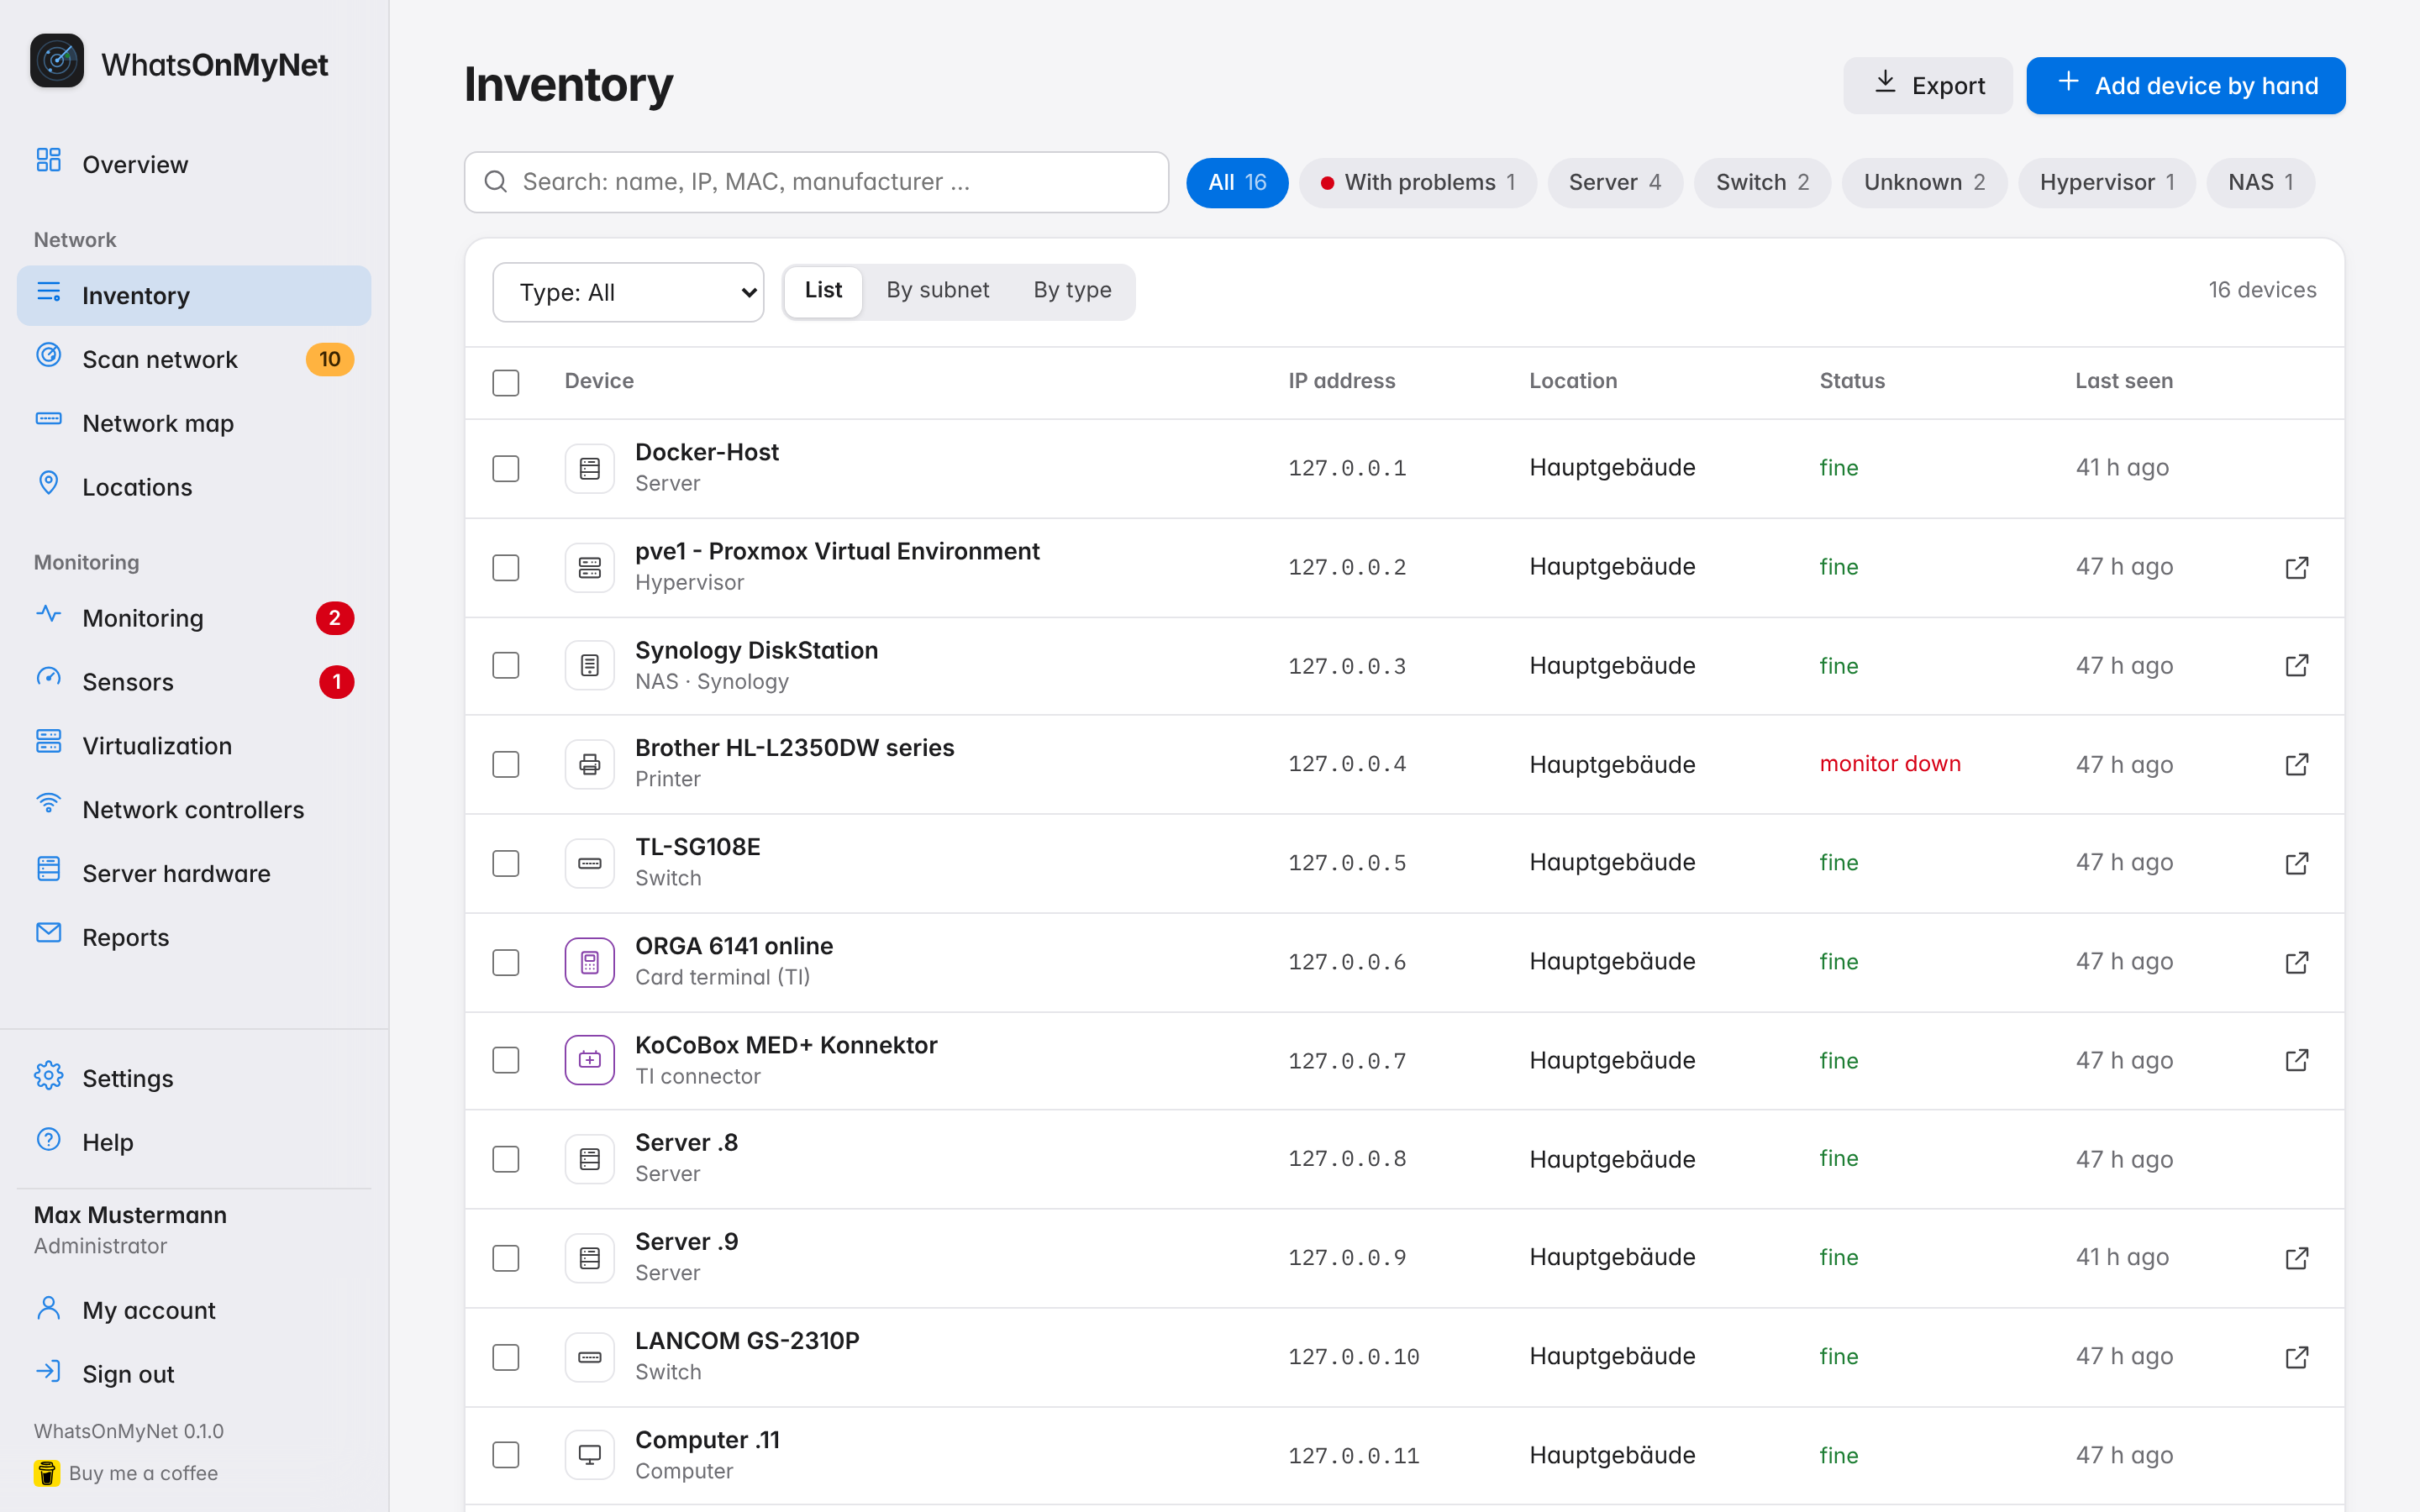 WhatsOnMyNet
Overview
Network
Inventory
Scan network 10
Network map
Locations
Monitoring
Monitoring 2
Sensors 1
Virtualization
Network controllers
Server hardware
Reports
Settings
Help
Max Mustermann
Administrator
My account
Sign out
WhatsOnMyNet 0.1.0
Buy me a coffee
Inventory
Export
Add device by hand
Search: name, IP, MAC, manufacturer ...
All 16
With problems 1
Server 4
Switch 2
Unknown 2
Hypervisor 1
NAS 1
Type: All
List
By subnet
By type
16 devices
Device IP address Location Status Last seen
Docker-Host
Server
127.0.0.1 Hauptgebäude fine 41 h ago
pve1 - Proxmox Virtual Environment
Hypervisor
127.0.0.2 Hauptgebäude fine 47 h ago
Synology DiskStation
NAS · Synology
127.0.0.3 Hauptgebäude fine 47 h ago
Brother HL-L2350DW series
Printer
127.0.0.4 Hauptgebäude monitor down 47 h ago
TL-SG108E
Switch
127.0.0.5 Hauptgebäude fine 47 h ago
ORGA 6141 online
Card terminal (TI)
127.0.0.6 Hauptgebäude fine 47 h ago
KoCoBox MED+ Konnektor
TI connector
127.0.0.7 Hauptgebäude fine 47 h ago
Server .8
Server
127.0.0.8 Hauptgebäude fine 47 h ago
Server .9
Server
127.0.0.9 Hauptgebäude fine 41 h ago
LANCOM GS-2310P
Switch
127.0.0.10 Hauptgebäude fine 47 h ago
Computer .11
Computer
127.0.0.11 Hauptgebäude fine 47 h ago